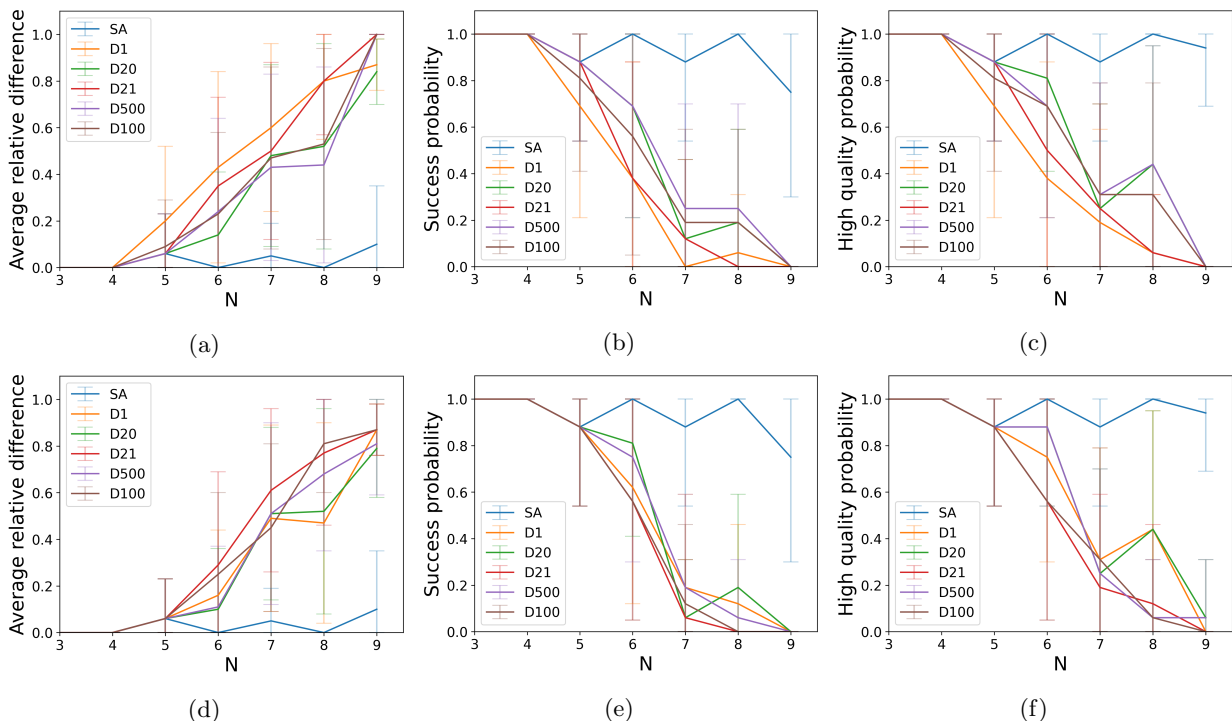 Average relative difference
1.0
0.8
0.6
0.4
0.2
0.0
SA
D1
D20
D21
D500
D100
3 4 5 6 7 8 9
N
(a)
Success probability
1.0
0.8
0.6
0.4
0.2
0.0
SA
D1
D20
D21
D500
D100
3 4 5 6 7 8 9
N
(b)
High quality probability
1.0
0.8
0.6
0.4
0.2
0.0
SA
D1
D20
D21
D500
D100
3 4 5 6 7 8 9
N
(c)
Average relative difference
1.0
0.8
0.6
0.4
0.2
0.0
SA
D1
D20
D21
D500
D100
3 4 5 6 7 8 9
N
(d)
Success probability
1.0
0.8
0.6
0.4
0.2
0.0
SA
D1
D20
D21
D500
D100
3 4 5 6 7 8 9
N
(e)
High quality probability
1.0
0.8
0.6
0.4
0.2
0.0
SA
D1
D20
D21
D500
D100
3 4 5 6 7 8 9
N
(f)